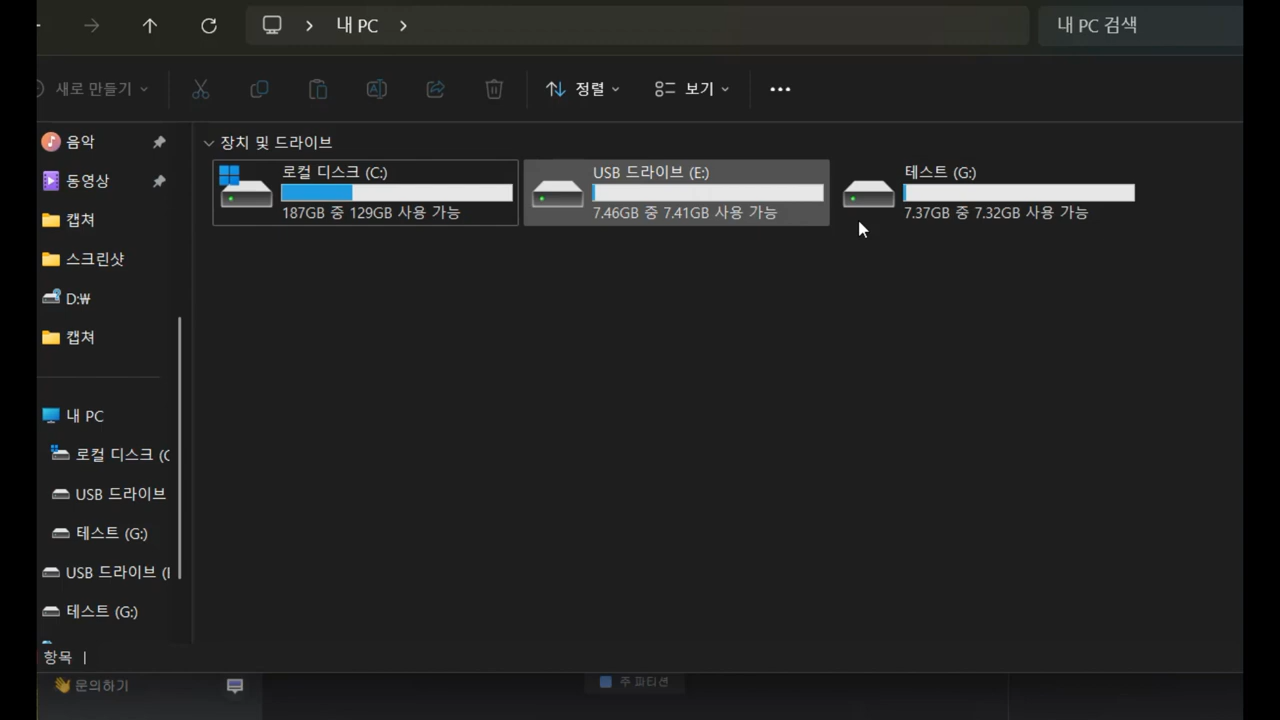 내 PC
내 PC 검색
새로 만들기
정렬
보기
음악
동영상
캡쳐
스크린샷
D:₩
캡쳐
내 PC
로컬 디스크 (C
USB 드라이브
테스트 (G:)
USB 드라이브 (I
테스트 (G:)
장치 및 드라이브
로컬 디스크 (C:)
187GB 중 129GB 사용 가능
USB 드라이브 (E:)
7.46GB 중 7.41GB 사용 가능
테스트 (G:)
7.37GB 중 7.32GB 사용 가능
항목
문의하기
주 파티션